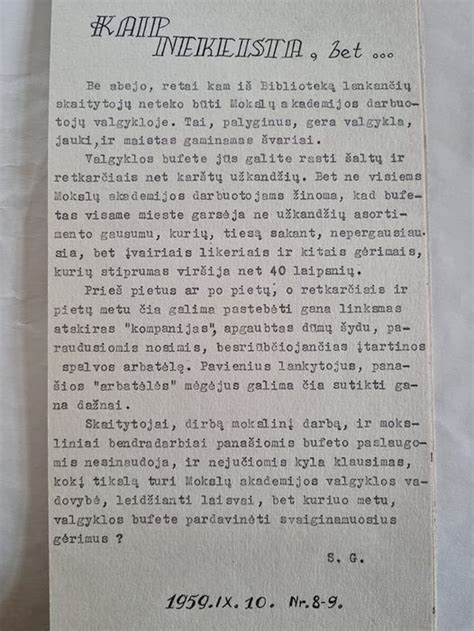 KAIP
NEKEISTA, bet ...
Be abejo, retai kam iš Biblioteką lankančių
skaitytojų neteko būti Mokslų akademijos darbuo-
tojų valgykloje. Tai, palyginus, gera valgykla,
jauki, ir maistas gaminamas švariai.
Valgyklos bufete jūs galite rasti šaltų ir
retkarčiais net karštų užkandžių. Bet ne visiems
Mokslų akademijos darbuotojams žinoma, kad bufe-
tas visame mieste garsėja ne užkandžių asorti-
mento gausumu, kurių, tiesą sakant, nepergausiau-
sia, bet įvairiais likeriais ir kitais gėrimais,
kurių stiprumas viršija net 40 laipsnių.
Prieš pietus ar po pietų, o retkarčiais ir
pietų metu čia galima pastebėti gana linksmas
atskiras "kompanijas", apgaubtas dūmų šydu, pa-
raudusiomis nosimis, besriūbčiojančias įtartinos
spalvos arbatėlę. Pavienius lankytojus, pana-
šios "arbatėlės" mėgėjus galima čia sutikti ga-
na dažnai.
Skaitytojai, dirbą mokslinį darbą, ir moks-
liniai bendradarbiai panašiomis bufeto paslaugo-
mis nesinaudoja, ir nejučiomis kyla klausimas,
kokį tikslą turi Mokslų akademijos valgyklos va-
dovybė, leidžianti laisvai, bet kuriuo metu,
valgyklos bufete pardavinėti svaiginamuosius
gėrimus ?
S. G.
1959.IX.10. Nr.8-9.